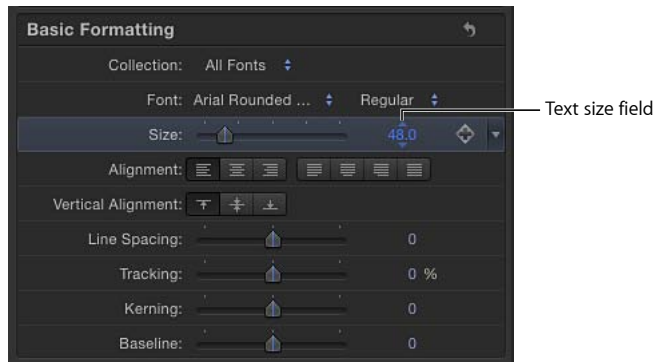 Basic Formatting
Collection: All Fonts
Font: Arial Rounded ... Regular
Size: 48.0
Text size field
Alignment:
Vertical Alignment:
Line Spacing: 0
Tracking: 0 %
Kerning: 0
Baseline: 0